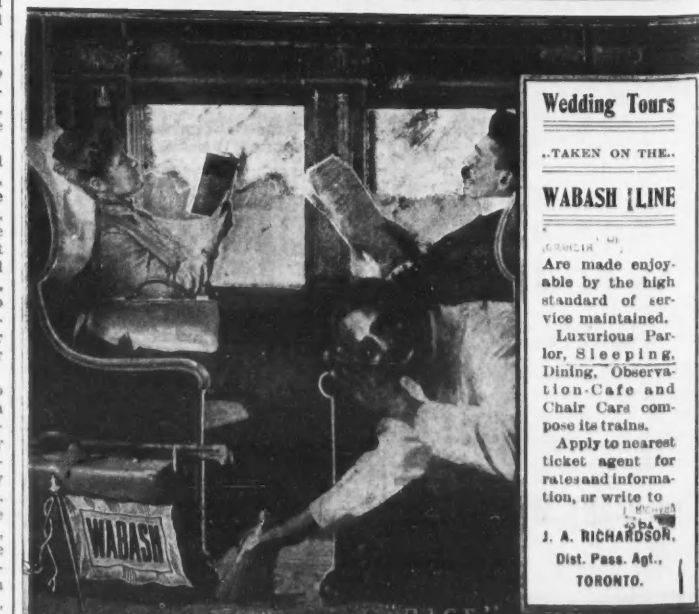 Wedding Tours
..TAKEN ON THE..
WABASH LINE
Are made enjoy-
able by the high
standard of ser-
vice maintained.
Luxurious Par-
lor, Sleeping,
Dining, Observa-
tion-Cafe and
Chair Cars com-
pose its trains.
Apply to nearest
ticket agent for
rates and informa-
tion, or write to
J. A. RICHARDSON,
Dist. Pass. Agt.,
TORONTO.
WABASH